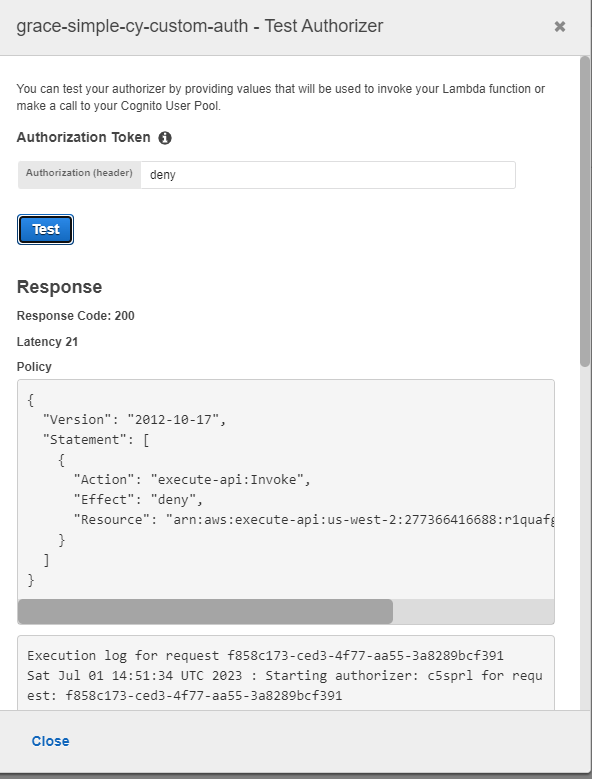 grace-simple-cy-custom-auth - Test Authorizer
You can test your authorizer by providing values that will be used to invoke your Lambda function or
make a call to your Cognito User Pool.
Authorization Token
Authorization (header) deny
Test
Response
Response Code: 200
Latency 21
Policy
{
  "Version": "2012-10-17",
  "Statement": [
    {
      "Action": "execute-api:Invoke",
      "Effect": "deny",
      "Resource": "arn:aws:execute-api:us-west-2:277366416688:r1quafg
    }
  ]
}
Execution log for request f858c173-ced3-4f77-aa55-3a8289bcf391
Sat Jul 01 14:51:34 UTC 2023 : Starting authorizer: c5sprl for requ
est: f858c173-ced3-4f77-aa55-3a8289bcf391
Close